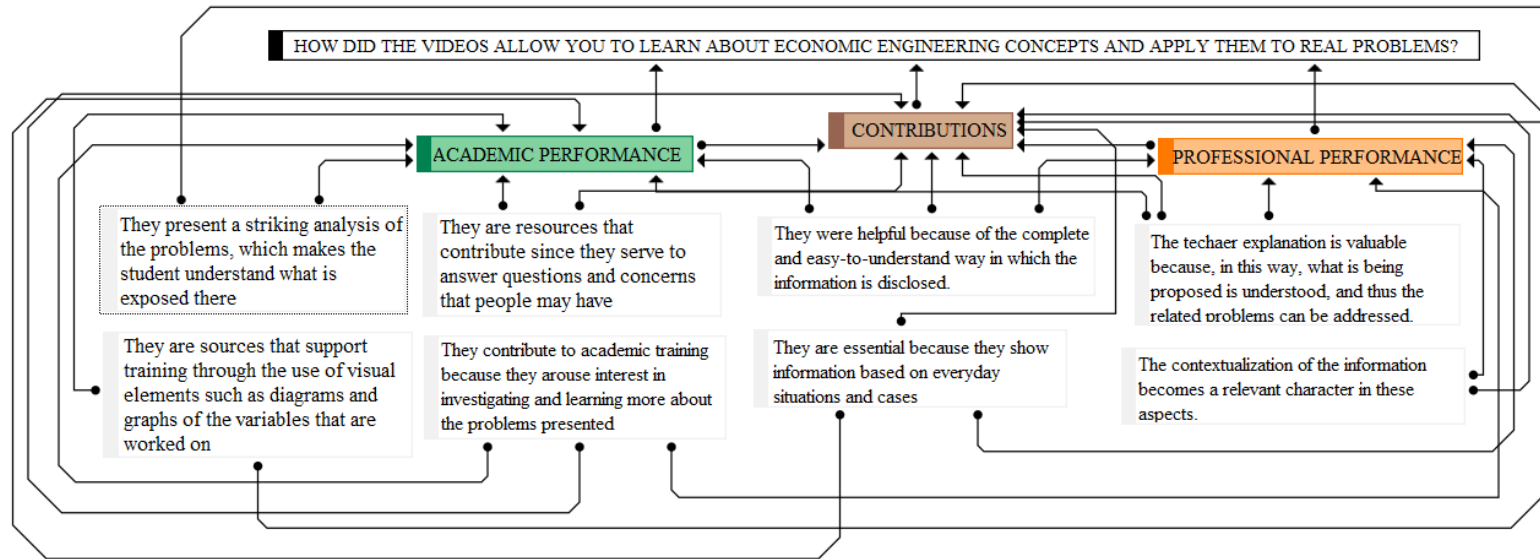 HOW DID THE VIDEOS ALLOW YOU TO LEARN ABOUT ECONOMIC ENGINEERING CONCEPTS AND APPLY THEM TO REAL PROBLEMS?
CONTRIBUTIONS
ACADEMIC PERFORMANCE
PROFESSIONAL PERFORMANCE
They present a striking analysis of
the problems, which makes the
student understand what is
exposed there
They are resources that
contribute since they serve to
answer questions and concerns
that people may have
They were helpful because of the complete
and easy-to-understand way in which the
information is disclosed.
The techaer explanation is valuable
because, in this way, what is being
proposed is understood, and thus the
related problems can be addressed.
They are sources that support
training through the use of visual
elements such as diagrams and
graphs of the variables that are
worked on
They contribute to academic training
because they arouse interest in
investigating and learning more about
the problems presented
They are essential because they show
information based on everyday
situations and cases
The contextualization of the information
becomes a relevant character in these
aspects.